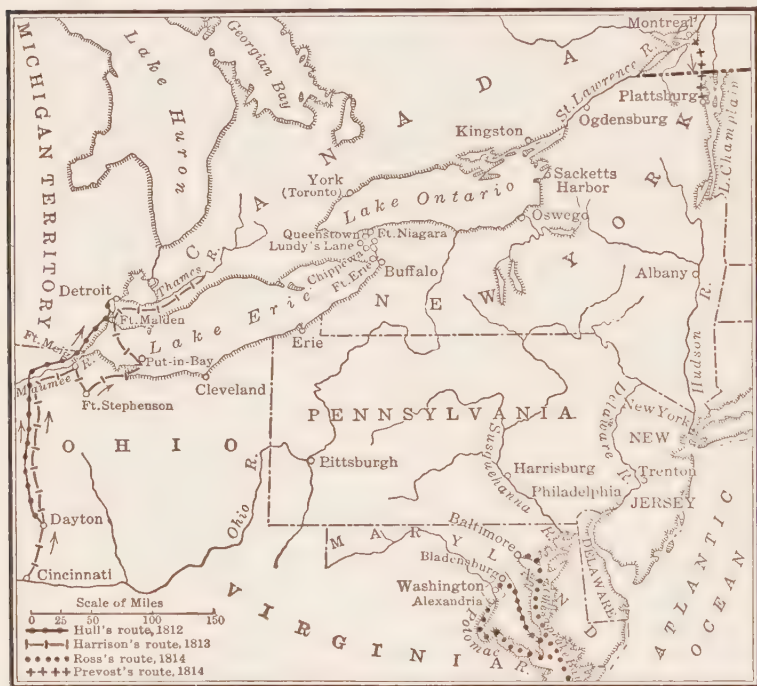 MICHIGAN TERRITORY
Lake Huron
Georgian Bay
CANADA
Montreal
St. Lawrence R.
Plattsburg
Ogdensburg
L. Champlain
Kingston
York
(Toronto)
Lake Ontario
Sacketts
Harbor
Oswego
Queenstown
Ft. Niagara
Lundy's Lane
Chippewa
Ft. Erie
Buffalo
Thames R.
Detroit
Ft. Malden
Lake Erie
NEW YORK
Albany
Hudson R.
Ft. Meigs
Maumee R.
Put-in-Bay
Erie
Cleveland
Ft. Stephenson
OHIO
PENNSYLVANIA
Delaware R.
New York
NEW
JERSEY
Susquehanna
Pittsburgh
Harrisburg
Trenton
Philadelphia
Ohio R.
Dayton
Cincinnati
MARYLAND
Baltimore
Bladensburg
Washington
Alexandria
Potomac R.
DELAWARE
VIRGINIA
ATLANTIC
OCEAN
0 50 100 150
Scale of Miles
Hull's route, 1812
Harrison's route, 1813
Ross's route, 1814
Prevost's route, 1814